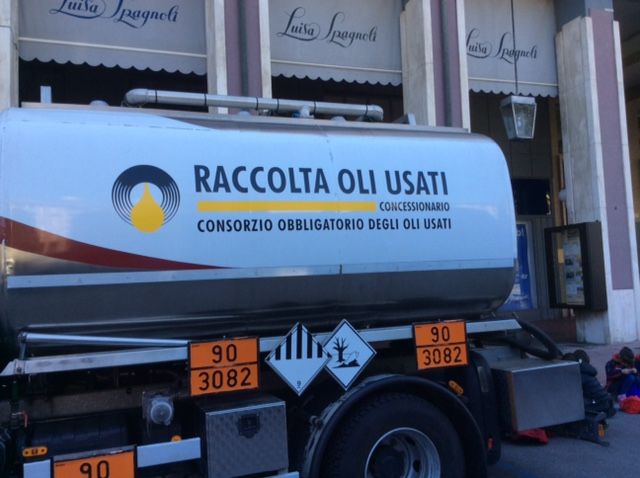 Luisa Spagnoli
Luisa Spagnoli
Luisa Spagnoli
RACCOLTA OLI USATI
CONCESSIONARIO
CONSORZIO OBBLIGATORIO DEGLI OLI USATI
90
3082
9
90
3082
90